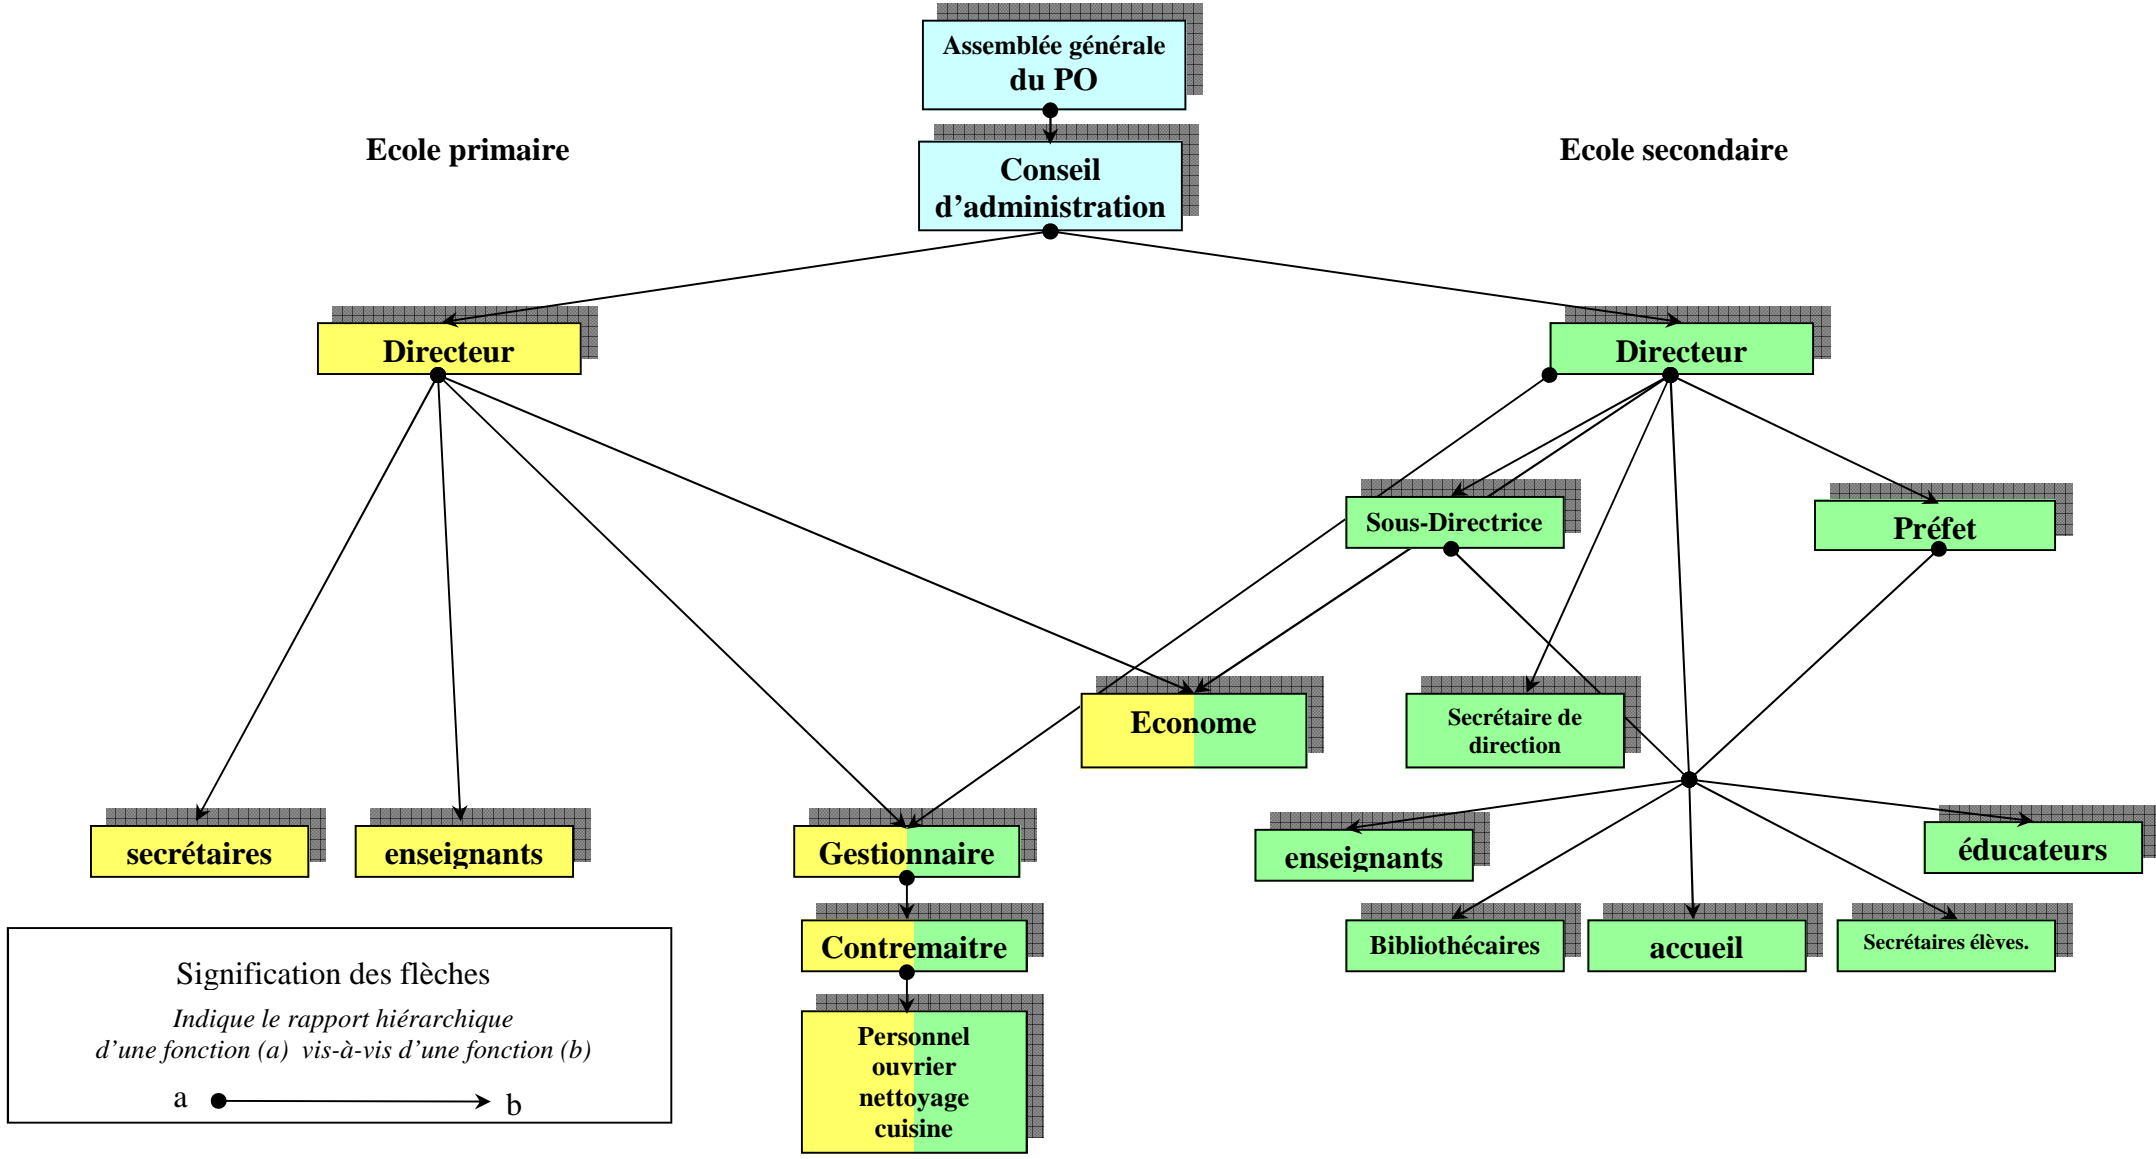 Assemblée générale
du PO
Ecole primaire
Ecole secondaire
Conseil
d’administration
Directeur
Directeur
Sous-Directrice
Préfet
Econome
Secrétaire de
direction
secrétaires
enseignants
Gestionnaire
enseignants
éducateurs
Contremaitre
Bibliothécaires
accueil
Secrétaires élèves.
Signification des flèches
Indique le rapport hiérarchique
d’une fonction (a) vis-à-vis d’une fonction (b)
a
b
Personnel
ouvrier
nettoyage
cuisine